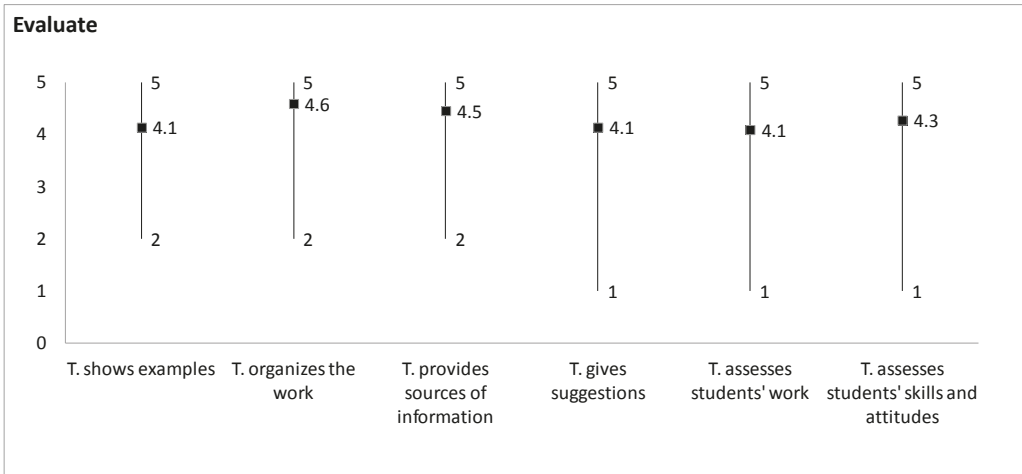 Evaluate
5 5 5 5 5 5 5
4.6
4.5
4.3
4.1 4.1 4.1
4
3
2 2 2 2
1 1 1 1
0
T. shows examples T. organizes the T. provides T. gives T. assesses T. assesses
work sources of suggestions students' work students' skills and
information attitudes